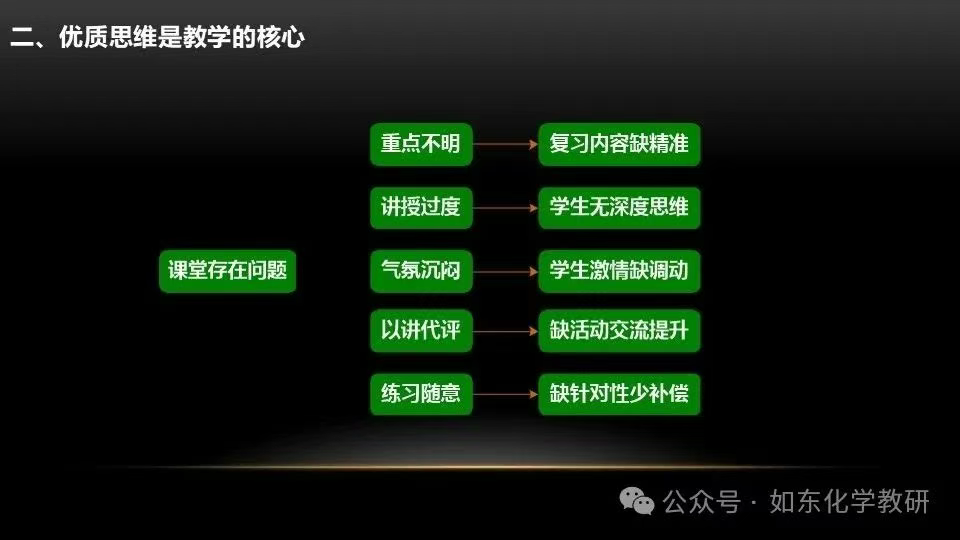 二、优质思维是教学的核心
重点不明
复习内容缺精准
讲授过度
学生无深度思维
课堂存在问题
气氛沉闷
学生激情缺调动
以讲代评
缺活动交流提升
练习随意
缺针对性少补偿
公众号·如东化学教研